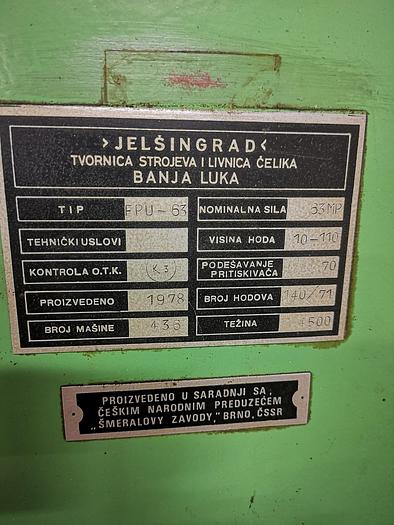 >JELŠINGRAD<
TVORNICA STROJEVA I LIVNICA ČELIKA
BANJA LUKA
TIP EPU-63 NOMINALNA SILA 63MP
TEHNIČKI USLOVI VISINA HODA 10-110
KONTROLA O.T.K. K3 PODEŠAVANJE PRITISKIVAČA 70
PROIZVEDENO 1978 BROJ HODOVA 140/71
BROJ MAŠINE 436 TEŽINA 4500
PROIZVEDENO U SARADNJI SA,
ČEŠKIM NARODNIM PREDUZEĆEM
„ŠMERALOVY ZAVODY," BRNO, ČSSR